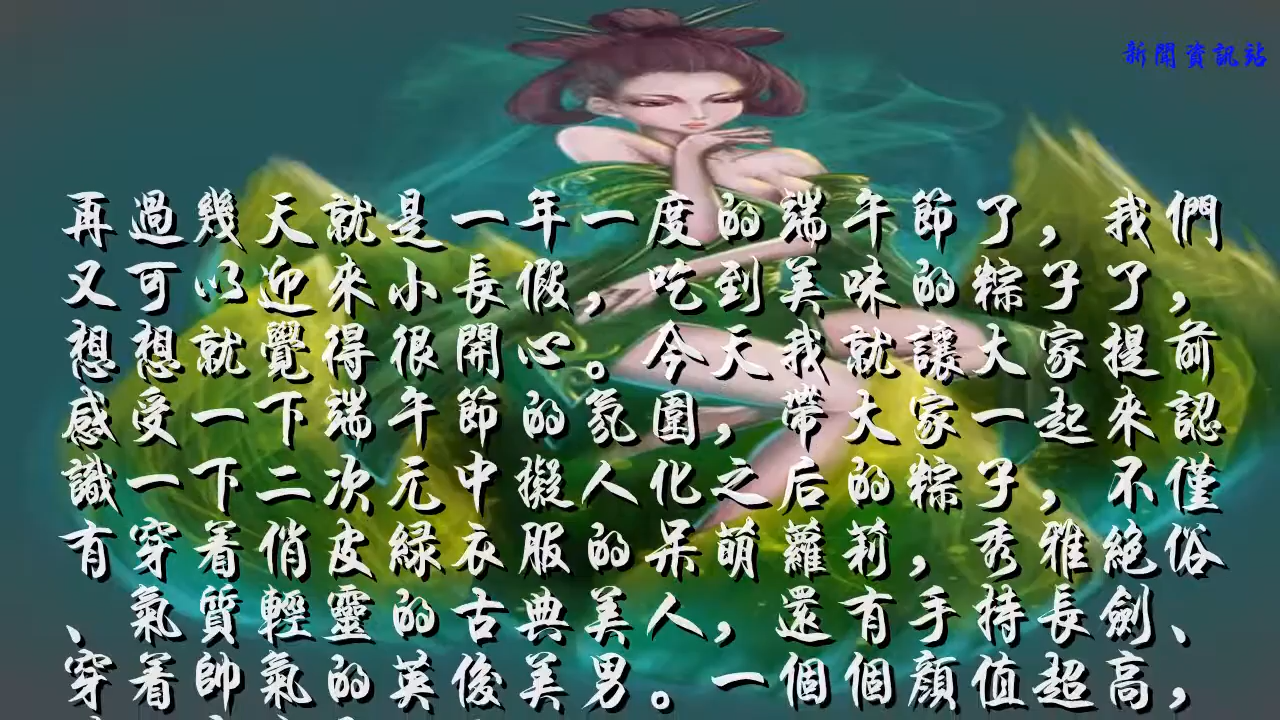 新聞資訊站
再過幾天就是一年一度的端午節了，我們
又可以迎來小長假，吃到美味的粽子了，
想想就覺得很開心。今天我就讓大家提前
感受一下端午節的氛圍，帶大家一起來認
識一下二次元中擬人化之后的粽子，不僅
有穿着俏皮綠衣服的呆萌蘿莉，秀雅絕俗
、氣質輕靈的古典美人，還有手持長劍、
穿着帥氣的英俊美男。一個個顏值超高，